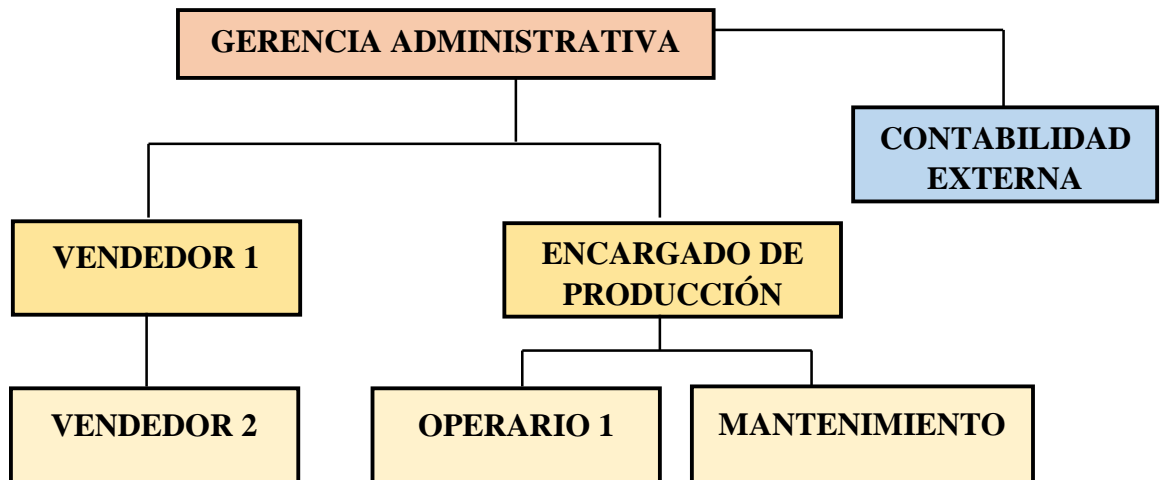 GERENCIA ADMINISTRATIVA
CONTABILIDAD
EXTERNA
VENDEDOR 1
ENCARGADO DE
PRODUCCIÓN
VENDEDOR 2
OPERARIO 1
MANTENIMIENTO